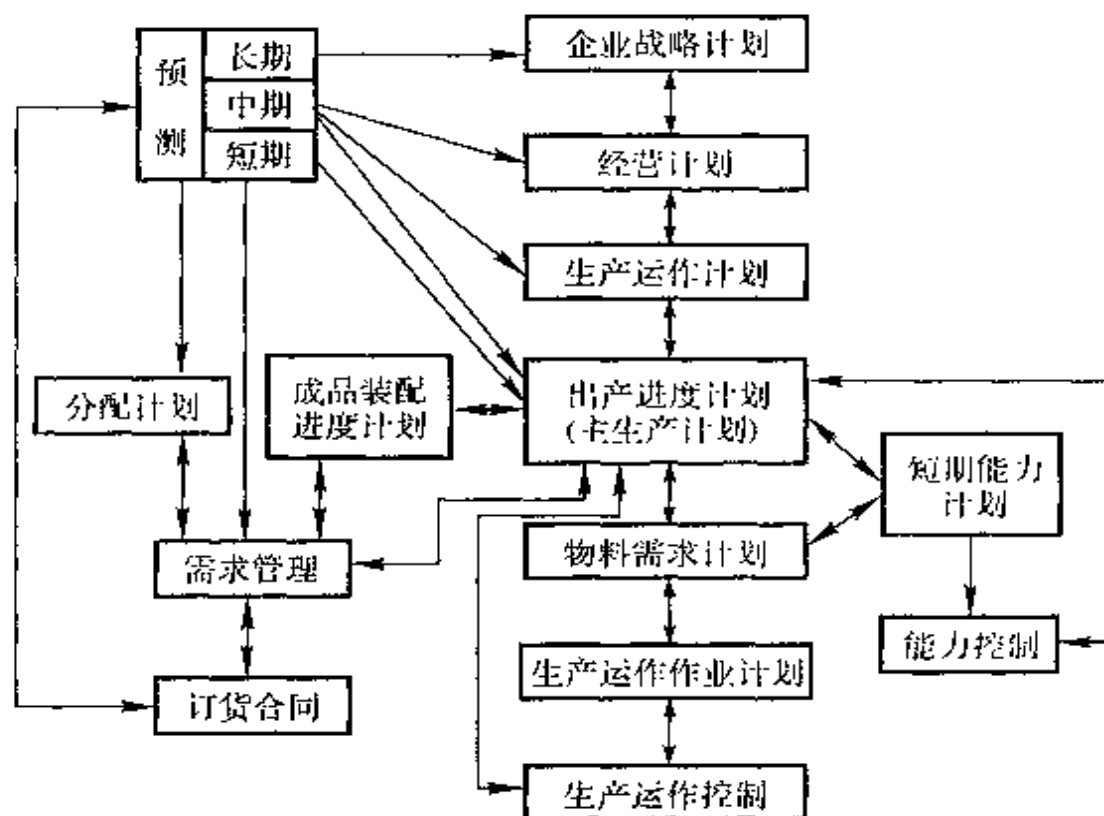 预测
长期
中期
短期
企业战略计划
经营计划
生产运作计划
分配计划
成品装配
进度计划
出产进度计划
(主生产计划)
短期能力
计划
需求管理
物料需求计划
能力控制
生产运作作业计划
订货合同
生产运作控制